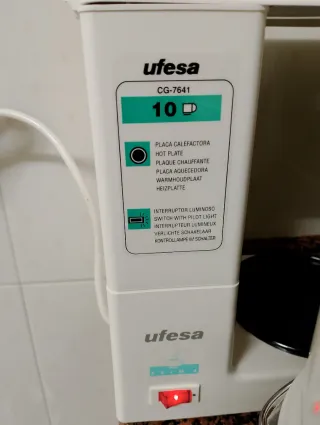 ufesa
CG-7641
10
PLACA CALEFACTORA
HOT PLATE
PLAQUE CHAUFFANTE
PLACA AQUECEDORA
WARMHOUDPLAAT
HEIZPLATTE
INTERRUPTOR LUMINOSO
SWITCH WITH PILOT LIGHT
INTERRUPTEUR LUMINEUX
VERLICHTE SCHAKELAAR
KONTROLLAMPE M/ SCHALTER
ufesa